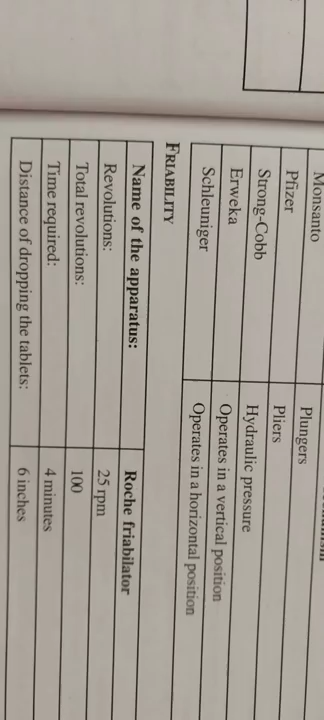 Monsanto Plungers
Pfizer Pliers
Strong-Cobb Hydraulic pressure
Erweka Operates in a vertical position
Schleuniger Operates in a horizontal position
FRIABILITY
Name of the apparatus: Roche friabilator
Revolutions: 25 rpm
Total revolutions: 100
Time required: 4 minutes
Distance of dropping the tablets: 6 inches